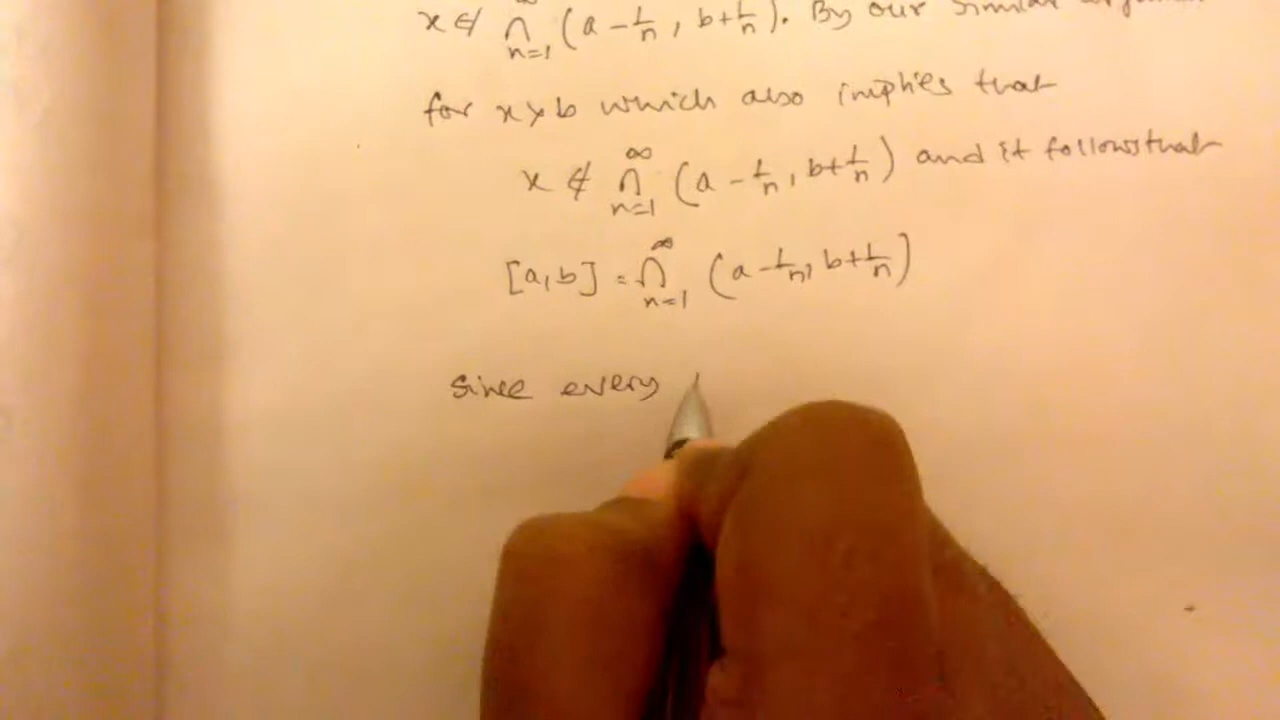 x ∉ ∞ ⋂ n=1 (a - 1/n, b + 1/n). By our similar
for x > b which also implies that
x ∉ ∞ ⋂ n=1 (a - 1/n, b + 1/n) and it follows that
[a, b] = ∞ ⋂ n=1 (a - 1/n, b + 1/n)
Since every